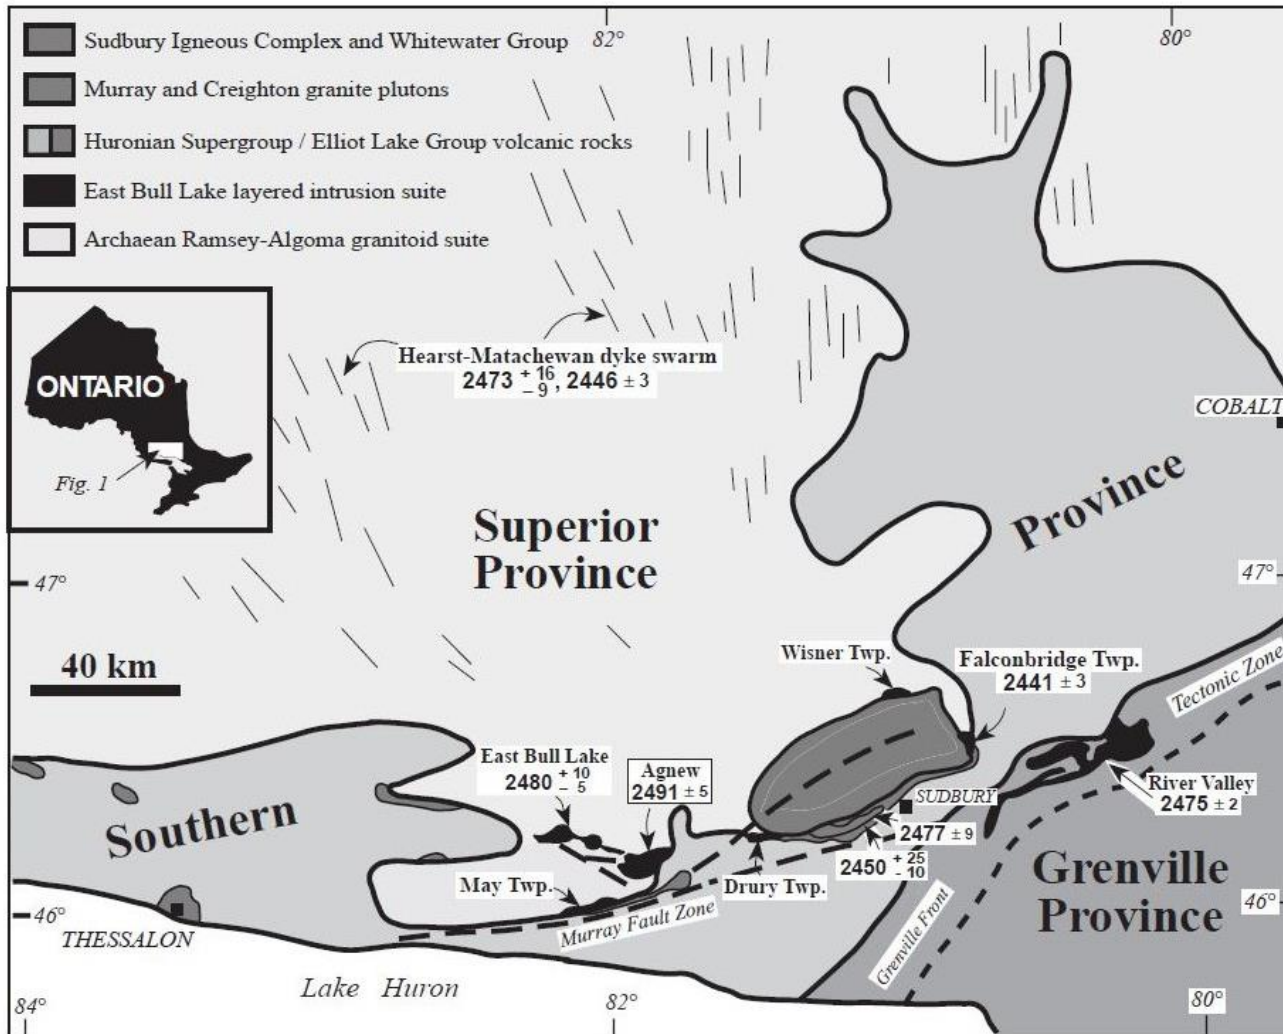 Sudbury Igneous Complex and Whitewater Group
Murray and Creighton granite plutons
Huronian Supergroup / Elliot Lake Group volcanic rocks
East Bull Lake layered intrusion suite
Archaean Ramsey-Algoma granitoid suite
82°
80°
ONTARIO
Fig. 1
Hearst-Matachewan dyke swarm
2473 + 16 – 9 , 2446 ± 3
COBALT
Superior
Province
Province
47°
47°
40 km
Wisner Twp.
Falconbridge Twp.
2441 ± 3
Tectonic Zone
East Bull Lake
2480 + 10 – 5
Agnew
2491 ± 5
River Valley
2475 ± 2
SUDBURY
Southern
2477 ± 9
2450 + 25 – 10
May Twp.
Drury Twp.
Grenville
Province
46°
46°
THESSALON
Murray Fault Zone
Grenville Front
Lake Huron
84°
82°
80°